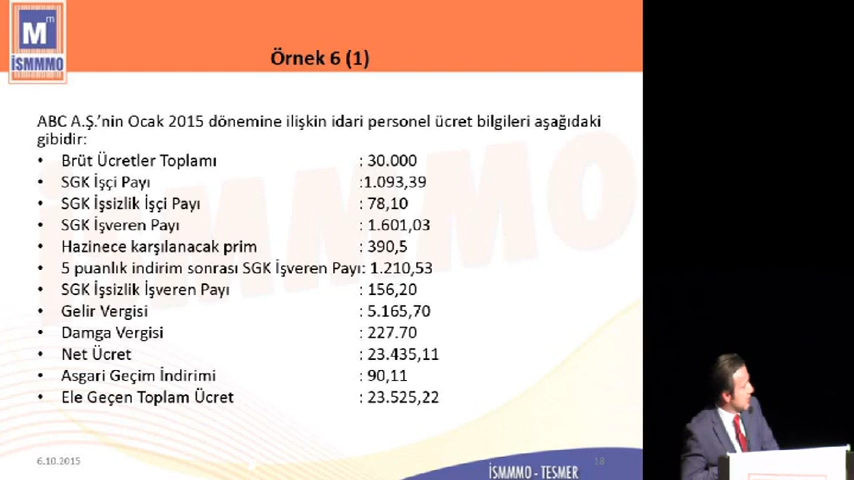 M
m
İSMMMO
Örnek 6 (1)
ABC A.Ş.'nin Ocak 2015 dönemine ilişkin idari personel ücret bilgileri aşağıdaki
gibidir:
• Brüt Ücretler Toplamı : 30.000
• SGK İşçi Payı :1.093,39
• SGK İşsizlik İşçi Payı : 78,10
• SGK İşveren Payı : 1.601,03
• Hazinece karşılanacak prim : 390,5
• 5 puanlık indirim sonrası SGK İşveren Payı: 1.210,53
• SGK İşsizlik İşveren Payı : 156,20
• Gelir Vergisi : 5.165,70
• Damga Vergisi : 227.70
• Net Ücret : 23.435,11
• Asgari Geçim İndirimi : 90,11
• Ele Geçen Toplam Ücret : 23.525,22
İSMMMO
6.10.2015
İSMMMO - TESMER
18